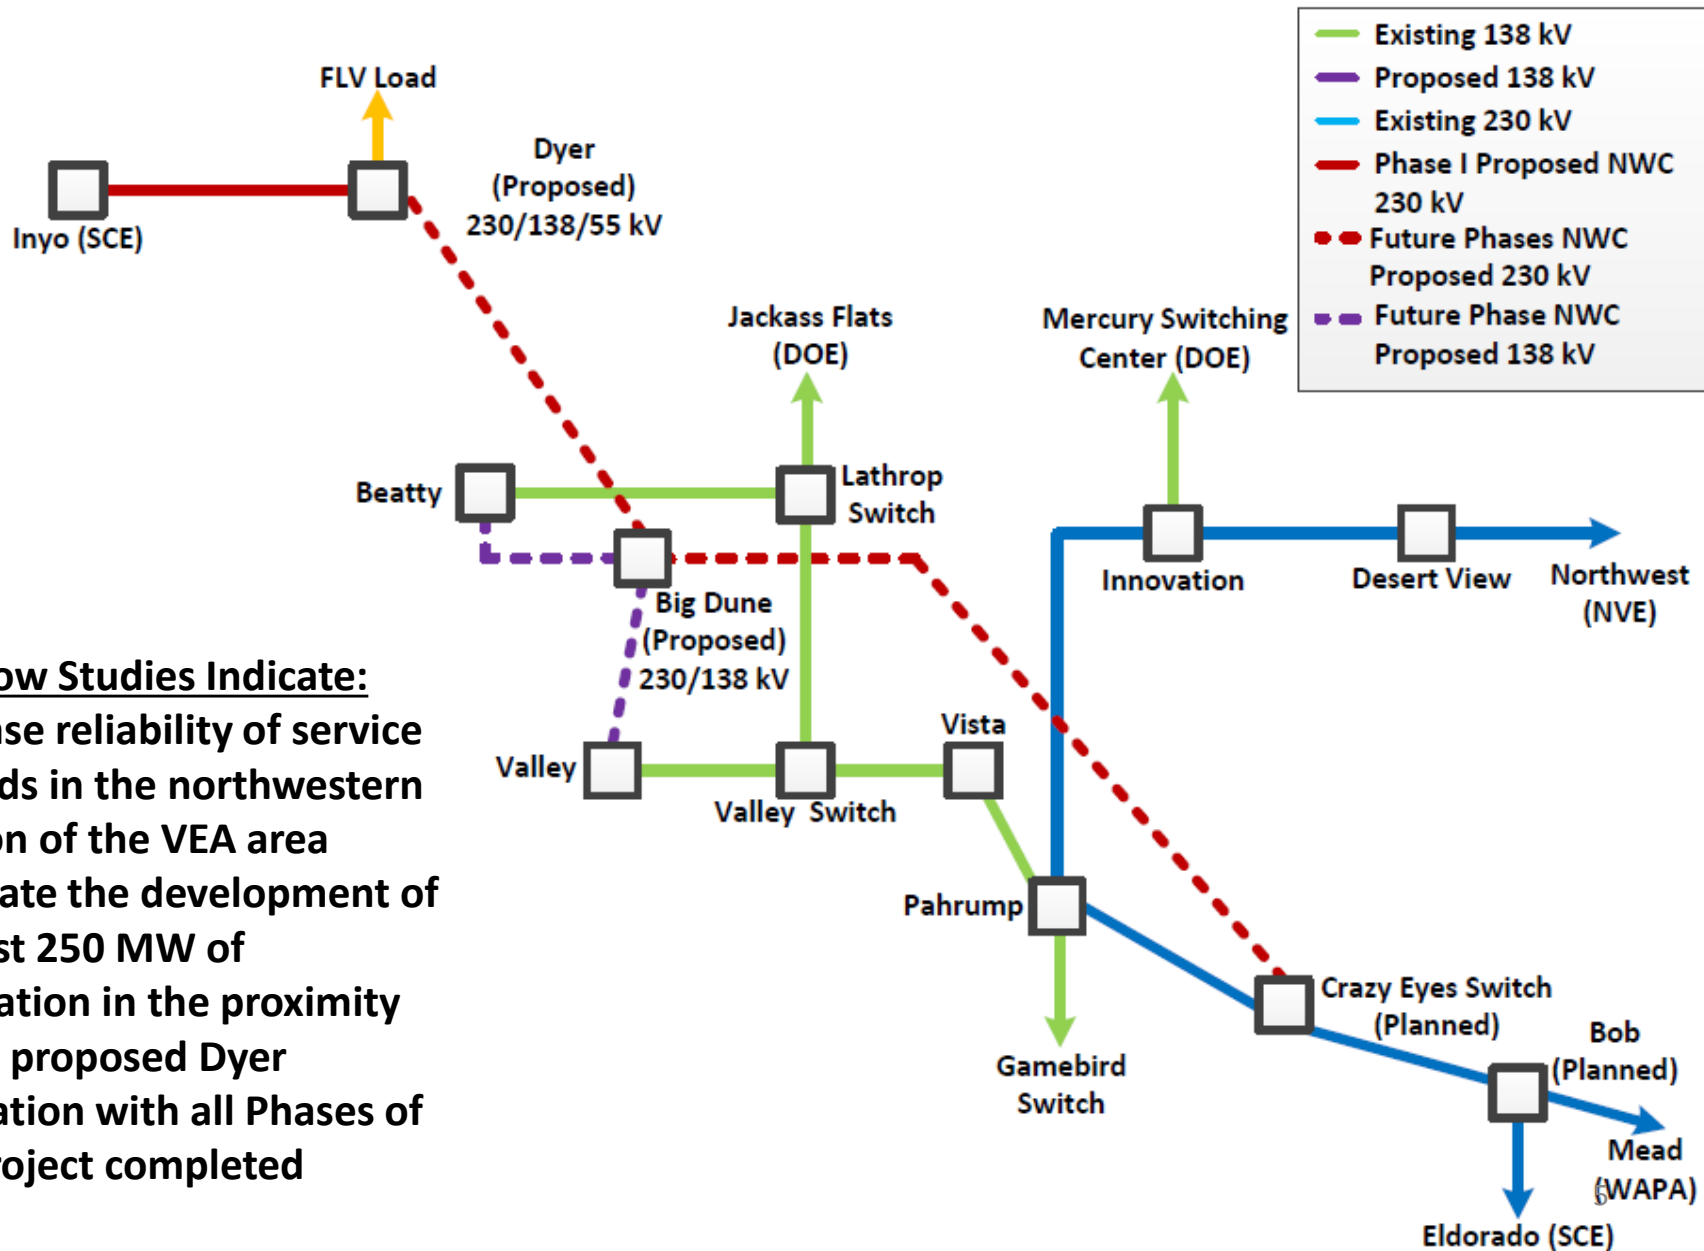 Existing 138 kV
Proposed 138 kV
Existing 230 kV
Phase I Proposed NWC
230 kV
Future Phases NWC
Proposed 230 kV
Future Phase NWC
Proposed 138 kV
FLV Load
Dyer
(Proposed)
230/138/55 kV
Inyo (SCE)
Jackass Flats
(DOE)
Mercury Switching
Center (DOE)
Beatty
Lathrop
Switch
Innovation
Desert View
Northwest
(NVE)
Big Dune
(Proposed)
230/138 kV
Valley
Valley Switch
Vista
Pahrump
Gamebird
Switch
Crazy Eyes Switch
(Planned)
Bob
(Planned)
Mead
(WAPA)
Eldorado (SCE)
ow Studies Indicate:
ase reliability of service
ds in the northwestern
on of the VEA area
ate the development of
st 250 MW of
ation in the proximity
proposed Dyer
ation with all Phases of
roject completed